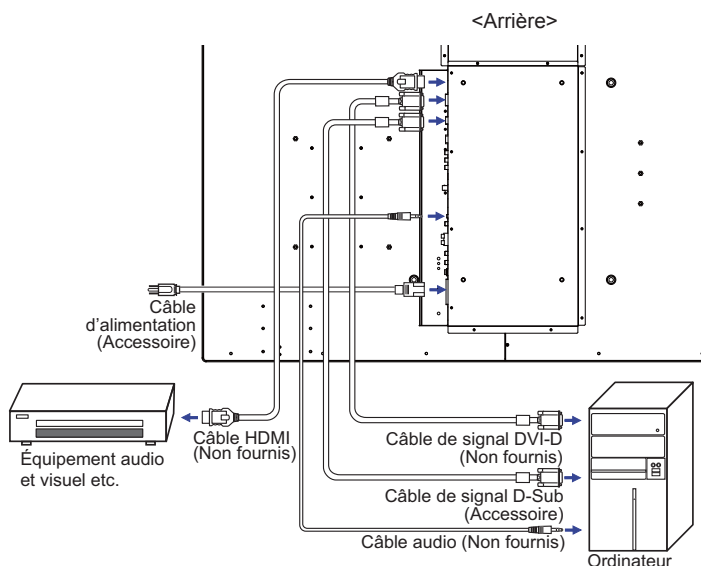 <Arrière>
Câble
d'alimentation
(Accessoire)
Équipement audio
et visuel etc.
Câble HDMI
(Non fournis)
Câble de signal DVI-D
(Non fournis)
Câble de signal D-Sub
(Accessoire)
Câble audio (Non fournis)
Ordinateur